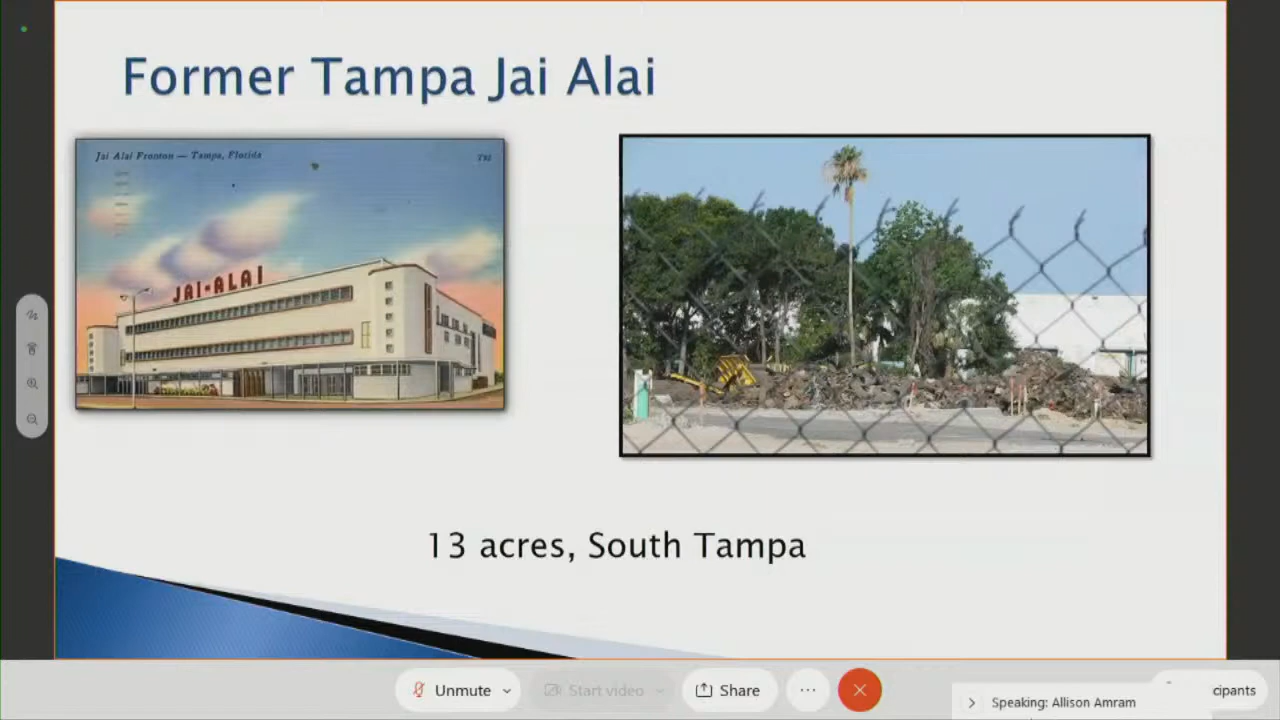 Former Tampa Jai Alai
Jai Alai Fronton — Tampa, Florida
JAI-ALAI
13 acres, South Tampa
Unmute
Start video
Share
Speaking: Allison Amram
cipants